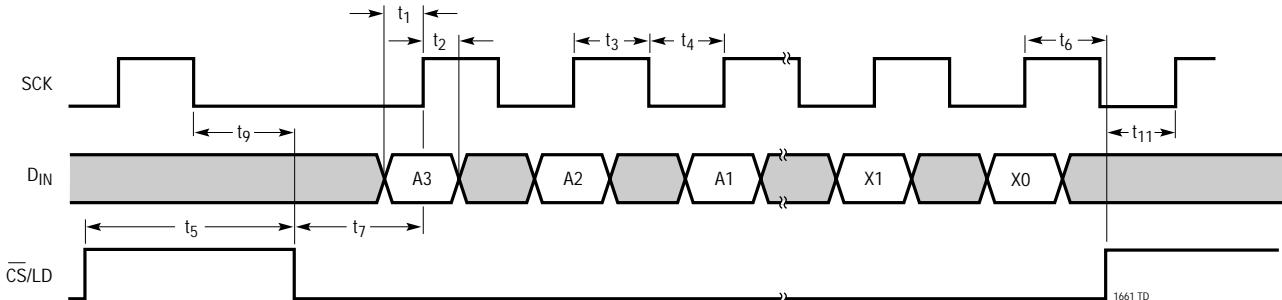 t1
t2
t3
t4
t6
SCK
t9
t11
DIN
A3
A2
A1
X1
X0
t5
t7
C̅S̅/LD
1661 TD